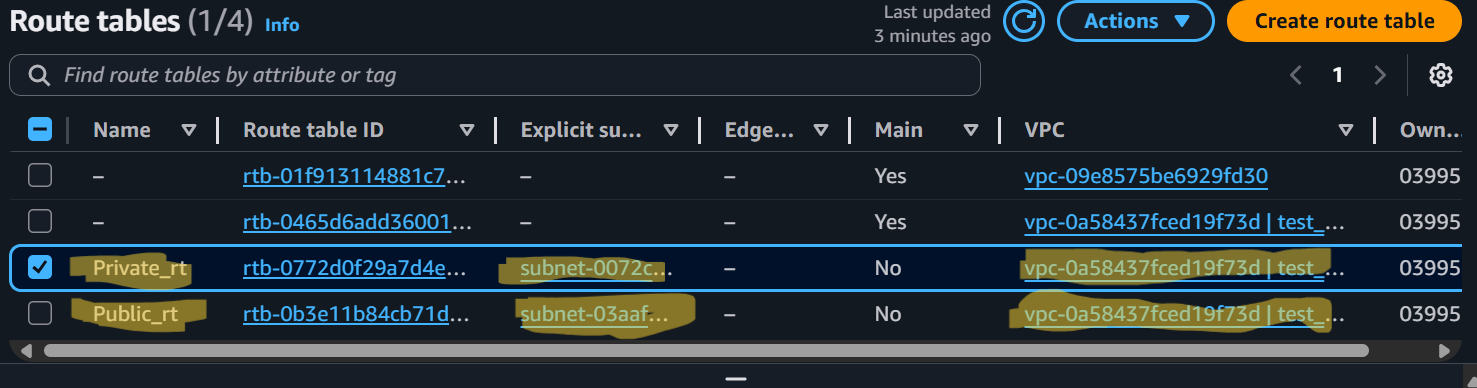 Route tables (1/4) Info
Last updated
3 minutes ago
Actions
Create route table
Find route tables by attribute or tag
1
Name Route table ID Explicit su... Edge... Main VPC Own...
– rtb-01f913114881c7... – – Yes vpc-09e8575be6929fd30 03995
– rtb-0465d6add36001... – – Yes vpc-0a58437fced19f73d | test_... 03995
Private_rt rtb-0772d0f29a7d4e... subnet-0072c... – No vpc-0a58437fced19f73d | test_... 03995
Public_rt rtb-0b3e11b84cb71d... subnet-03aaf... – No vpc-0a58437fced19f73d | test_... 03995